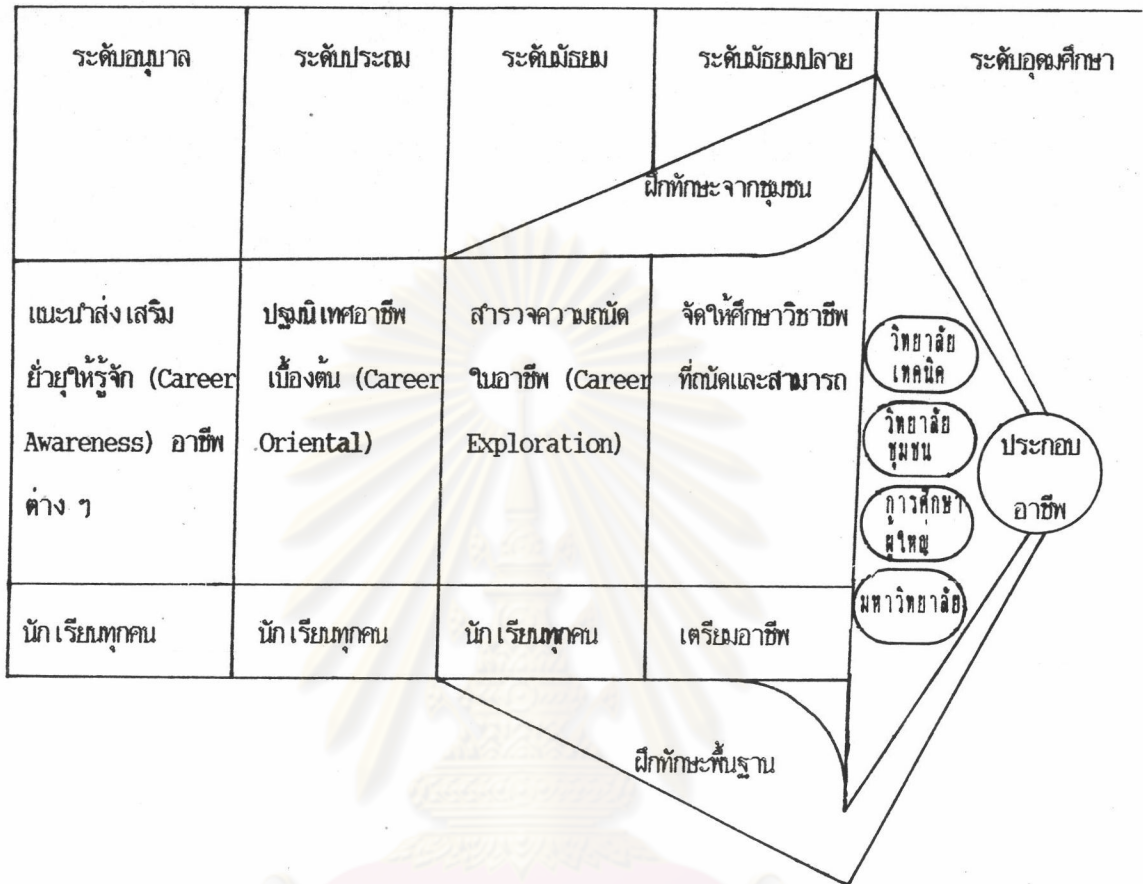 ระดับอนุบาล
ระดับประถม
ระดับมัธยม
ระดับมัธยมปลาย
ระดับอุดมศึกษา
ฝึกทักษะจากชุมชน
แนะนำส่งเสริม
ยั่วยุให้รู้จัก (Career
Awareness) อาชีพ
ต่าง ๆ
ปฐมนิเทศอาชีพ
เบื้องต้น (Career
Oriental)
สำรวจความถนัด
ในอาชีพ (Career
Exploration)
จัดให้ศึกษาวิชาชีพ
ที่ถนัดและสามารถ
วิทยาลัย
เทคนิค
วิทยาลัย
ชุมชน
การศึกษา
ผู้ใหญ่
มหาวิทยาลัย
ประกอบ
อาชีพ
นักเรียนทุกคน
นักเรียนทุกคน
นักเรียนทุกคน
เตรียมอาชีพ
ฝึกทักษะพื้นฐาน